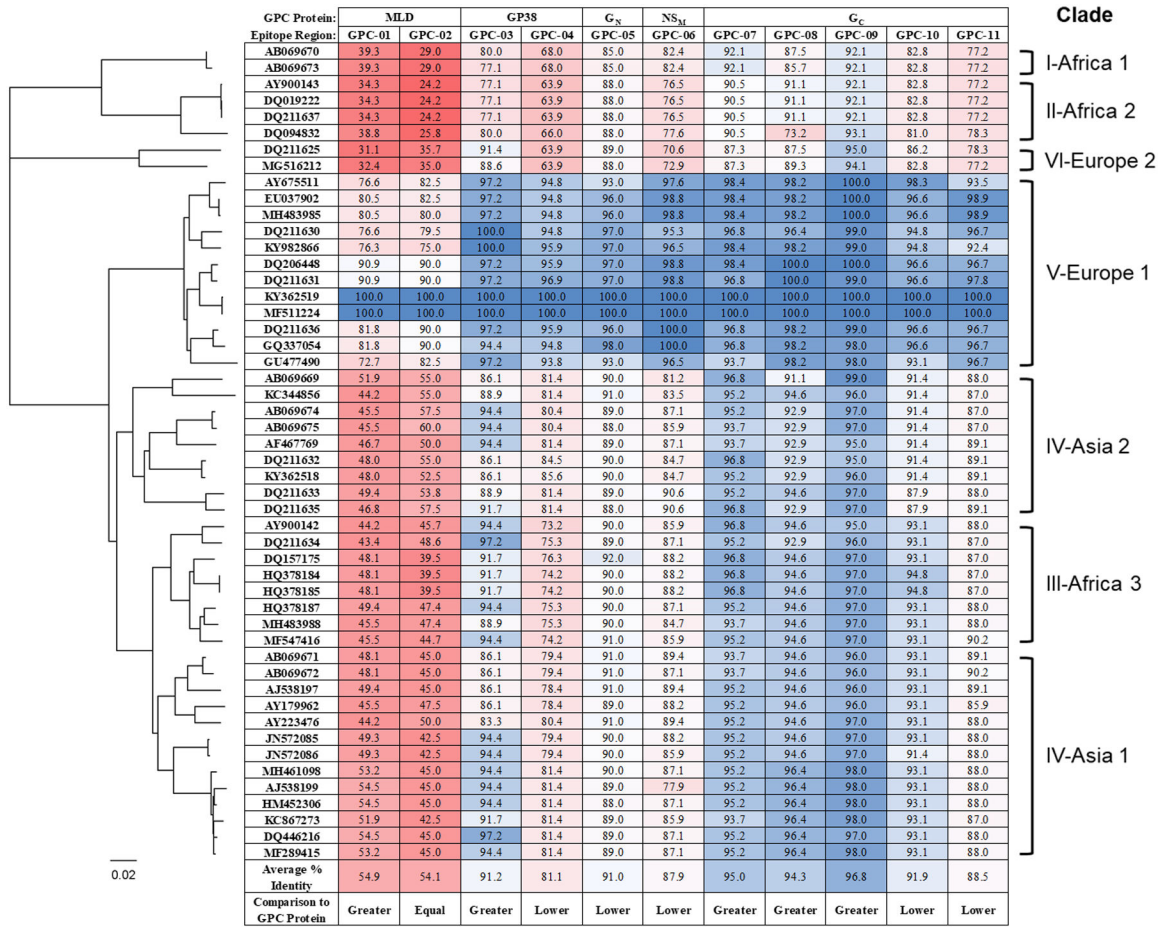 GPC Protein: MLD GP38 GN NSM GC Clade
Epitope Region: GPC-01 GPC-02 GPC-03 GPC-04 GPC-05 GPC-06 GPC-07 GPC-08 GPC-09 GPC-10 GPC-11
AB069670 39.3 29.0 80.0 68.0 85.0 82.4 92.1 87.5 92.1 82.8 77.2
I-Africa 1
AB069673 39.3 29.0 77.1 68.0 85.0 82.4 92.1 85.7 92.1 82.8 77.2
AY900143 34.3 24.2 77.1 63.9 88.0 76.5 90.5 91.1 92.1 82.8 77.2
DQ019222 34.3 24.2 77.1 63.9 88.0 76.5 90.5 91.1 92.1 82.8 77.2
II-Africa 2
DQ211637 34.3 24.2 77.1 63.9 88.0 76.5 90.5 91.1 92.1 82.8 77.2
DQ094832 38.8 25.8 80.0 66.0 88.0 77.6 90.5 73.2 93.1 81.0 78.3
DQ211625 31.1 35.7 91.4 63.9 89.0 70.6 87.3 87.5 95.0 86.2 78.3
VI-Europe 2
MG516212 32.4 35.0 88.6 63.9 88.0 72.9 87.3 89.3 94.1 82.8 77.2
AY675511 76.6 82.5 97.2 94.8 93.0 97.6 98.4 98.2 100.0 98.3 93.5
EU037902 80.5 82.5 97.2 94.8 96.0 98.8 98.4 98.2 100.0 96.6 98.9
MH483985 80.5 80.0 97.2 94.8 96.0 98.8 98.4 98.2 100.0 96.6 98.9
DQ211630 76.6 79.5 100.0 94.8 97.0 95.3 96.8 96.4 99.0 94.8 96.7
KY982866 76.3 75.0 100.0 95.9 97.0 96.5 98.4 98.2 99.0 94.8 92.4
DQ206448 90.9 90.0 97.2 95.9 97.0 98.8 98.4 100.0 100.0 96.6 96.7
V-Europe 1
DQ211631 90.9 90.0 97.2 96.9 97.0 98.8 96.8 100.0 99.0 96.6 97.8
KY362519 100.0 100.0 100.0 100.0 100.0 100.0 100.0 100.0 100.0 100.0 100.0
MF511224 100.0 100.0 100.0 100.0 100.0 100.0 100.0 100.0 100.0 100.0 100.0
DQ211636 81.8 90.0 97.2 95.9 96.0 100.0 96.8 98.2 99.0 96.6 96.7
GQ337054 81.8 90.0 94.4 94.8 98.0 100.0 96.8 98.2 98.0 96.6 96.7
GU477490 72.7 82.5 97.2 93.8 93.0 96.5 93.7 98.2 98.0 93.1 96.7
AB069669 51.9 55.0 86.1 81.4 90.0 81.2 96.8 91.1 99.0 91.4 88.0
KC344856 44.2 55.0 88.9 81.4 91.0 83.5 95.2 94.6 96.0 91.4 87.0
AB069674 45.5 57.5 94.4 80.4 89.0 87.1 95.2 92.9 97.0 91.4 87.0
AB069675 45.5 60.0 94.4 80.4 88.0 85.9 93.7 92.9 97.0 91.4 87.0
AF467769 46.7 50.0 94.4 81.4 89.0 87.1 93.7 92.9 95.0 91.4 89.1
IV-Asia 2
DQ211632 48.0 55.0 86.1 84.5 90.0 84.7 96.8 92.9 95.0 91.4 89.1
KY362518 48.0 52.5 86.1 85.6 90.0 84.7 95.2 92.9 96.0 91.4 89.1
DQ211633 49.4 53.8 88.9 81.4 89.0 90.6 95.2 94.6 97.0 87.9 88.0
DQ211635 46.8 57.5 91.7 81.4 88.0 90.6 96.8 92.9 97.0 87.9 89.1
AY900142 44.2 45.7 94.4 73.2 90.0 85.9 96.8 94.6 95.0 93.1 88.0
DQ211634 43.4 48.6 97.2 75.3 89.0 87.1 95.2 92.9 96.0 93.1 87.0
DQ157175 48.1 39.5 91.7 76.3 92.0 88.2 96.8 94.6 97.0 93.1 87.0
HQ378184 48.1 39.5 91.7 74.2 90.0 88.2 96.8 94.6 97.0 94.8 87.0
III-Africa 3
HQ378185 48.1 39.5 91.7 74.2 90.0 88.2 96.8 94.6 97.0 94.8 87.0
HQ378187 49.4 47.4 94.4 75.3 90.0 87.1 95.2 94.6 97.0 93.1 88.0
MH483988 45.5 47.4 88.9 75.3 90.0 84.7 93.7 94.6 97.0 93.1 88.0
MF547416 45.5 44.7 94.4 74.2 90.0 85.9 95.2 94.6 97.0 93.1 90.2
AB069671 48.1 45.0 86.1 79.4 91.0 89.4 93.7 94.6 96.0 93.1 89.1
AB069672 48.1 45.0 86.1 79.4 91.0 87.1 93.7 94.6 96.0 93.1 90.2
AJ538197 49.4 45.0 86.1 78.4 91.0 89.4 95.2 94.6 96.0 93.1 89.1
AY179962 45.5 47.5 86.1 78.4 89.0 88.2 95.2 94.6 96.0 93.1 85.9
AY223476 44.2 50.0 83.3 80.4 91.0 89.4 95.2 94.6 97.0 93.1 88.0
JN572085 49.3 42.5 94.4 79.4 90.0 88.2 95.2 94.6 97.0 93.1 88.0
IV-Asia 1
JN572086 49.3 42.5 94.4 79.4 90.0 85.9 95.2 94.6 97.0 91.4 88.0
MH461098 53.2 45.0 94.4 81.4 90.0 87.1 95.2 96.4 98.0 93.1 88.0
AJ538199 54.5 45.0 94.4 81.4 89.0 77.9 95.2 96.4 98.0 93.1 88.0
HM452306 54.5 45.0 94.4 81.4 88.0 87.1 95.2 96.4 98.0 93.1 88.0
KC867273 51.9 42.5 91.7 81.4 89.0 85.9 93.7 96.4 98.0 93.1 87.0
DQ446216 54.5 45.0 97.2 81.4 89.0 87.1 95.2 96.4 97.0 93.1 88.0
MF289415 53.2 45.0 94.4 81.4 89.0 87.1 95.2 96.4 98.0 93.1 88.0
0.02
Average %
Identity 54.9 54.1 91.2 81.1 91.0 87.9 95.0 94.3 96.8 91.9 88.5
Comparison to
GPC Protein Greater Equal Greater Lower Lower Lower Greater Greater Greater Lower Lower